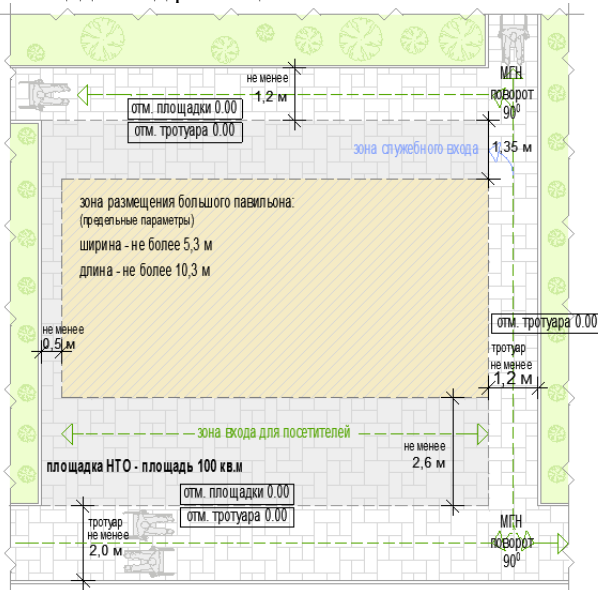 не менее
1,2 м
МГН
поворот
90⁰
отм. площадки 0.00
отм. тротуара 0.00
зона служебного входа
1,35 м
зона размещения большого павильона:
(предельные параметры)
ширина - не более 5,3 м
длина - не более 10,3 м
отм. тротуара 0.00
не менее
0,5 м
тротуар
не менее
1,2 м
зона входа для посетителей
не менее
2,6 м
площадка НТО - площадь 100 кв.м
отм. площадки 0.00
отм. тротуара 0.00
тротуар
не менее
2,0 м
МГН
поворот
90⁰